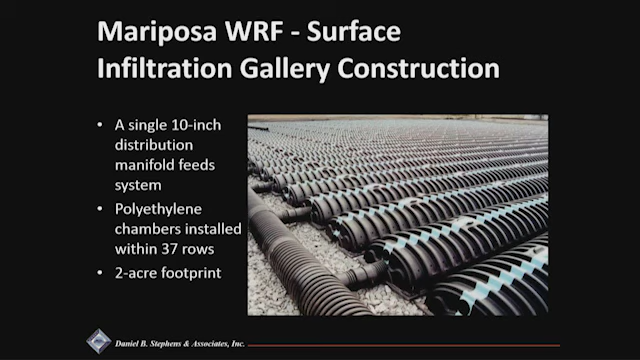 Mariposa WRF - Surface
Infiltration Gallery Construction
• A single 10-inch
distribution
manifold feeds
system
• Polyethylene
chambers installed
within 37 rows
• 2-acre footprint
Daniel B. Stephens & Associates, Inc.